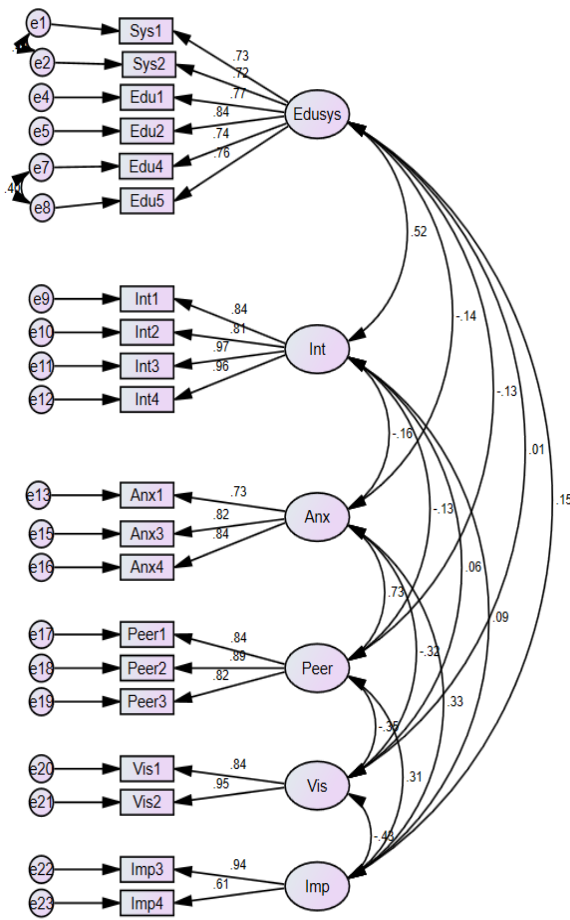 e1
Sys1
.73
e2
Sys2
.72
e4
Edu1
.77
Edusys
e5
Edu2
.84
e7
Edu4
.74
e8
Edu5
.76
.52
e9
Int1
.84
-.14
e10
Int2
.81
Int
e11
Int3
.97
e12
Int4
.96
-.13
-.16
.01
e13
Anx1
.73
.15
e15
Anx3
.82
Anx
-.13
e16
Anx4
.84
.06
.73
.09
e17
Peer1
.84
-.32
e18
Peer2
.89
Peer
e19
Peer3
.82
.33
-.35
e20
Vis1
.84
.31
Vis
e21
Vis2
.95
-.43
e22
Imp3
.94
Imp
e23
Imp4
.61